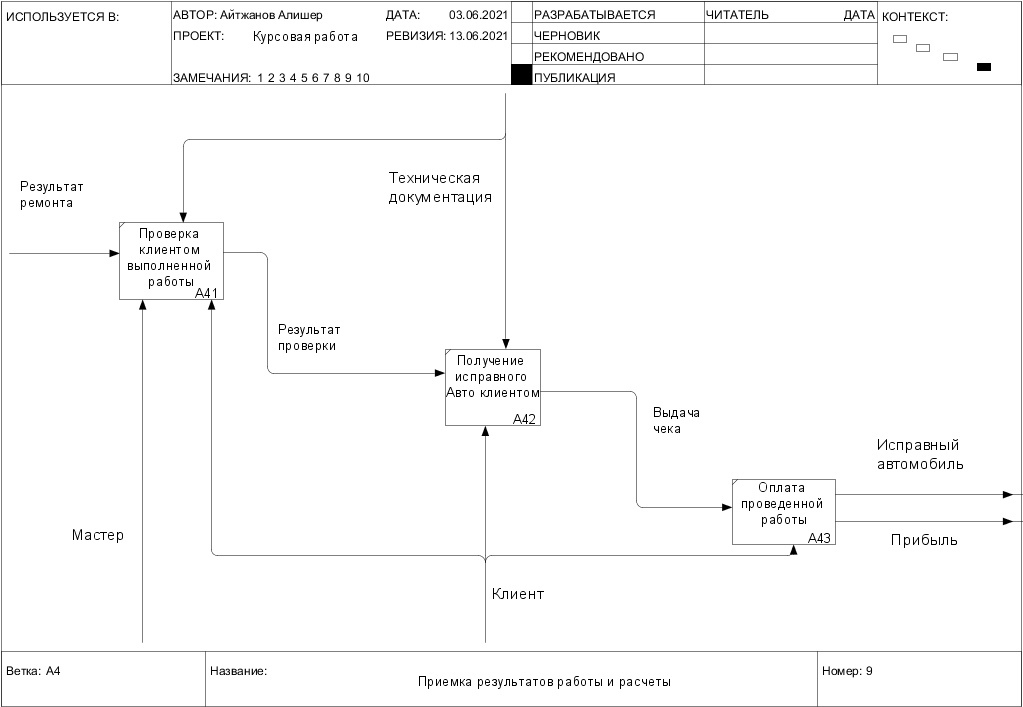 ИСПОЛЬЗУЕТСЯ В:
АВТОР: Айтжанов Алишер
ДАТА: 03.06.2021
ПРОЕКТ: Курсовая работа
РЕВИЗИЯ: 13.06.2021
ЗАМЕЧАНИЯ: 1 2 3 4 5 6 7 8 9 10
РАЗРАБАТЫВАЕТСЯ
ЧЕРНОВИК
РЕКОМЕНДОВАНО
ПУБЛИКАЦИЯ
ЧИТАТЕЛЬ
ДАТА
КОНТЕКСТ:
Техническая
документация
Результат
ремонта
Проверка
клиентом
выполненной
работы
A41
Результат
проверки
Получение
исправного
Авто клиентом
A42
Выдача
чека
Исправный
автомобиль
Оплата
проведенной
работы
A43
Прибыль
Мастер
Клиент
Ветка: A4
Название:
Приемка результатов работы и расчеты
Номер: 9